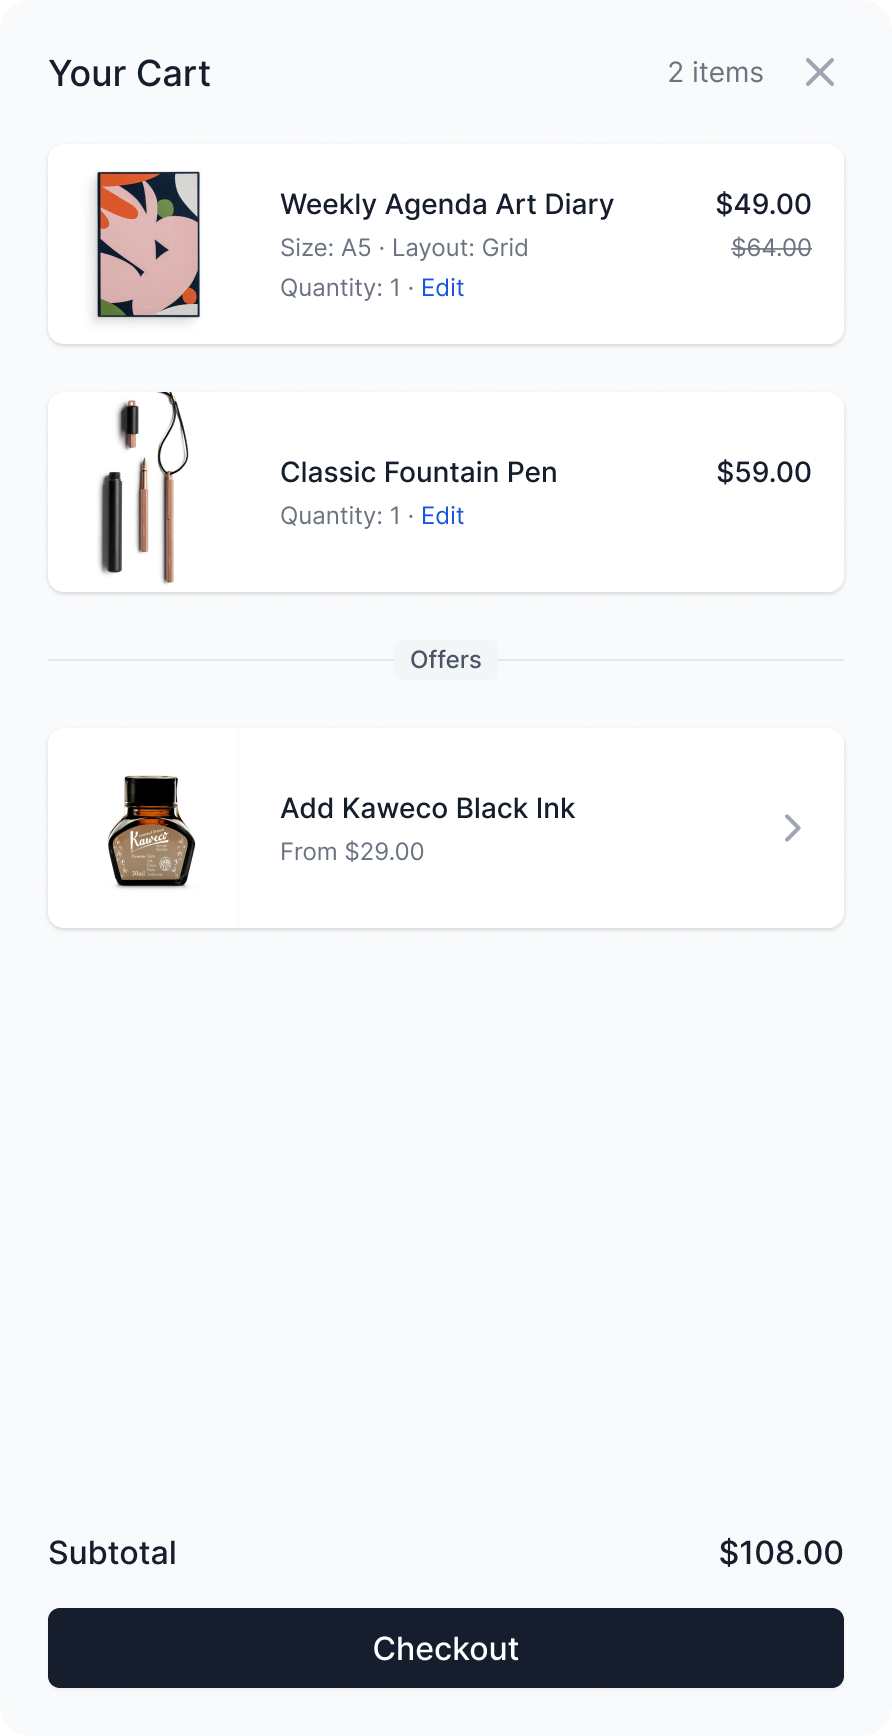 Your Cart
2 items
Weekly Agenda Art Diary
$49.00
Size: A5 · Layout: Grid
$64.00
Quantity: 1 · Edit
Classic Fountain Pen
$59.00
Quantity: 1 · Edit
Offers
Kaweco
30ml
Add Kaweco Black Ink
From $29.00
Subtotal
$108.00
Checkout